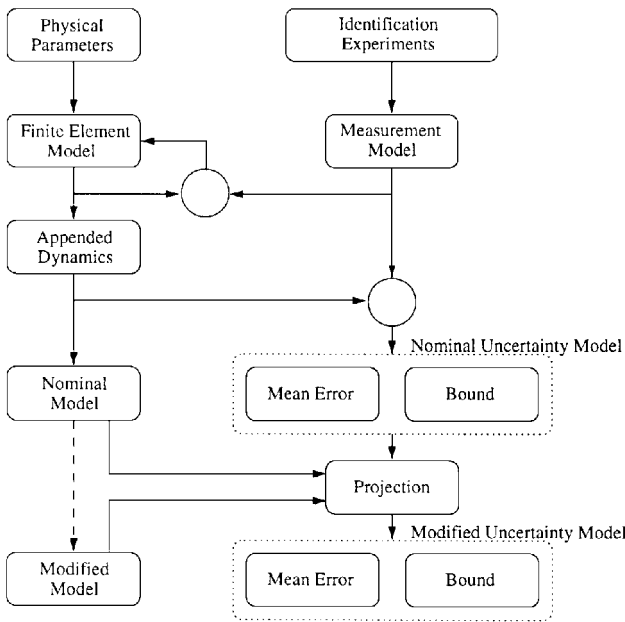 Physical
Parameters
Identification
Experiments
Finite Element
Model
Measurement
Model
Appended
Dynamics
Nominal Uncertainty Model
Nominal
Model
Mean Error
Bound
Projection
Modified Uncertainty Model
Modified
Model
Mean Error
Bound